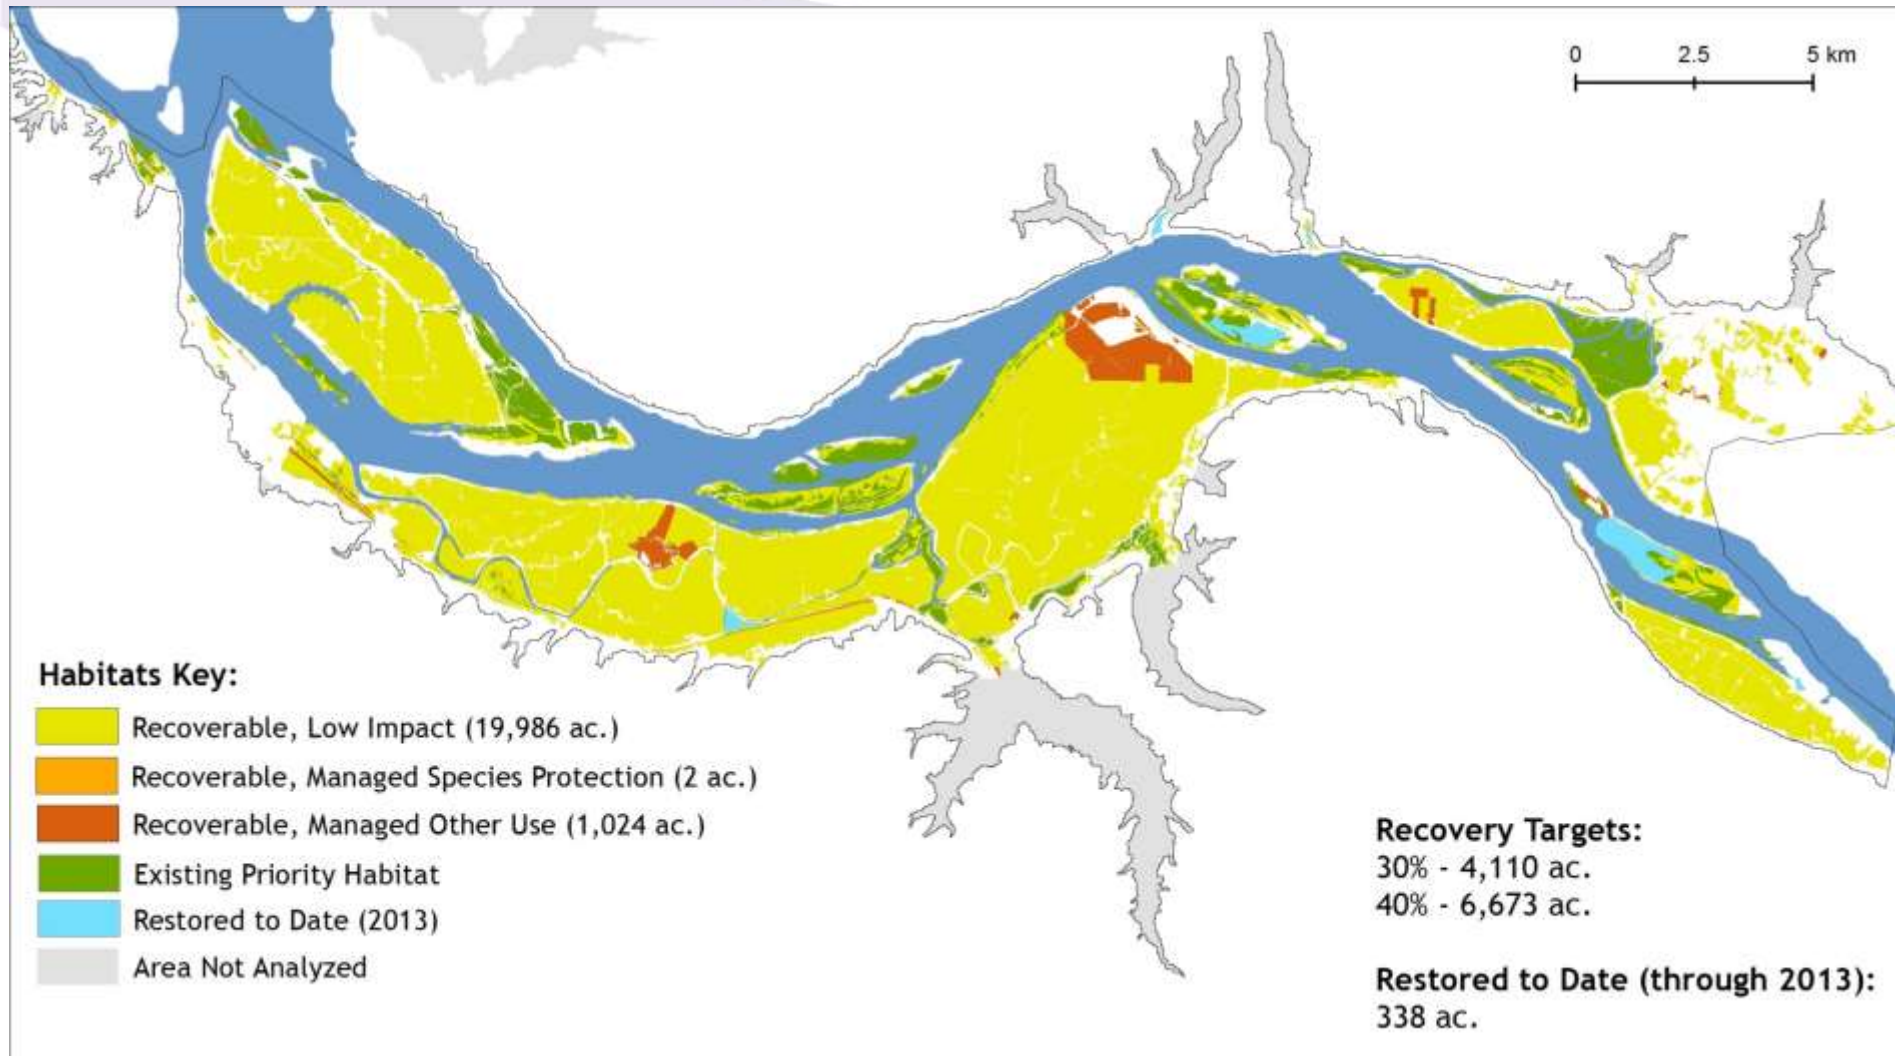 0 2.5 5 km
Habitats Key:
Recoverable, Low Impact (19,986 ac.)
Recoverable, Managed Species Protection (2 ac.)
Recoverable, Managed Other Use (1,024 ac.)
Existing Priority Habitat
Restored to Date (2013)
Area Not Analyzed
Recovery Targets:
30% - 4,110 ac.
40% - 6,673 ac.
Restored to Date (through 2013):
338 ac.